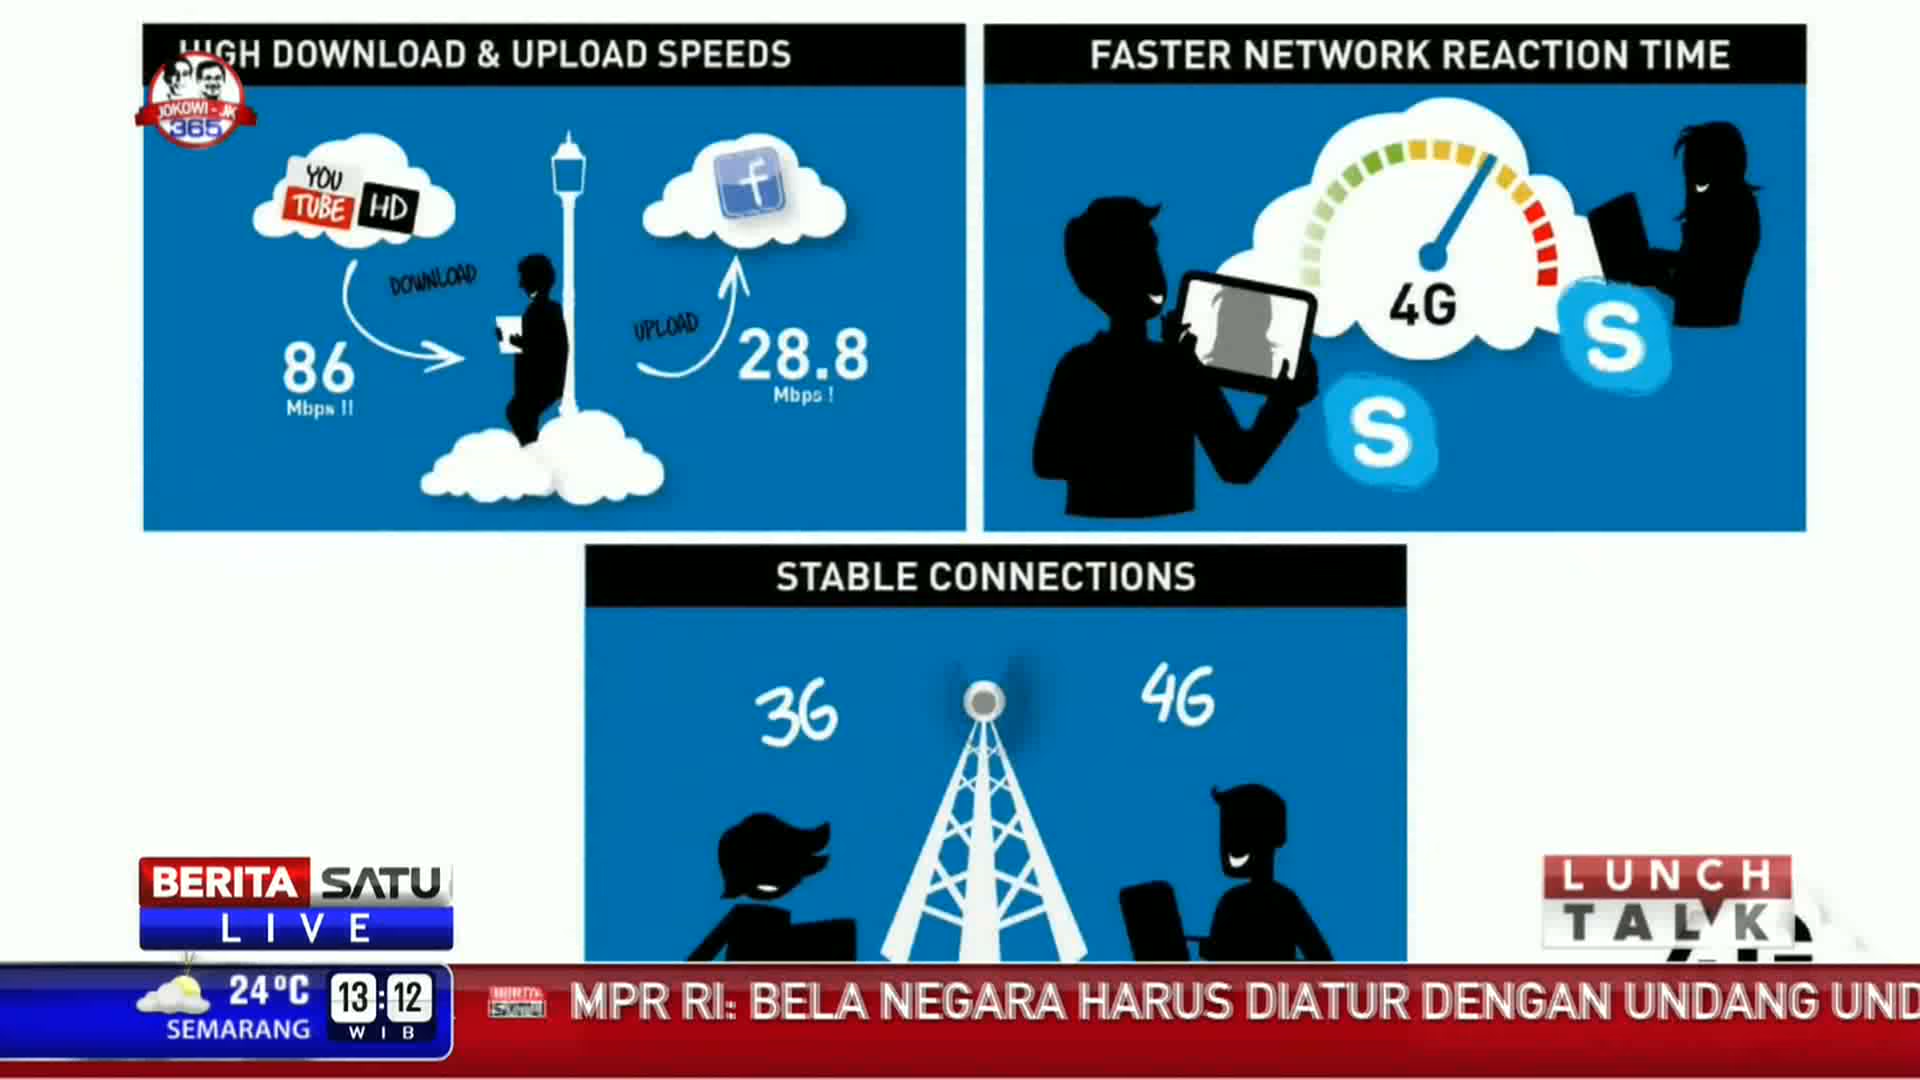 HIGH DOWNLOAD & UPLOAD SPEEDS
JOKOWI - JK
365
YOU
TUBE
HD
f
DOWNLOAD
86
Mbps !!
UPLOAD
28.8
Mbps !
FASTER NETWORK REACTION TIME
4G
S
S
STABLE CONNECTIONS
3G
4G
BERITA SATU
LIVE
LUNCH
TALK
24°C
SEMARANG
13:12
WIB
BERITA
SATU
MPR RI: BELA NEGARA HARUS DIATUR DENGAN UNDANG UND